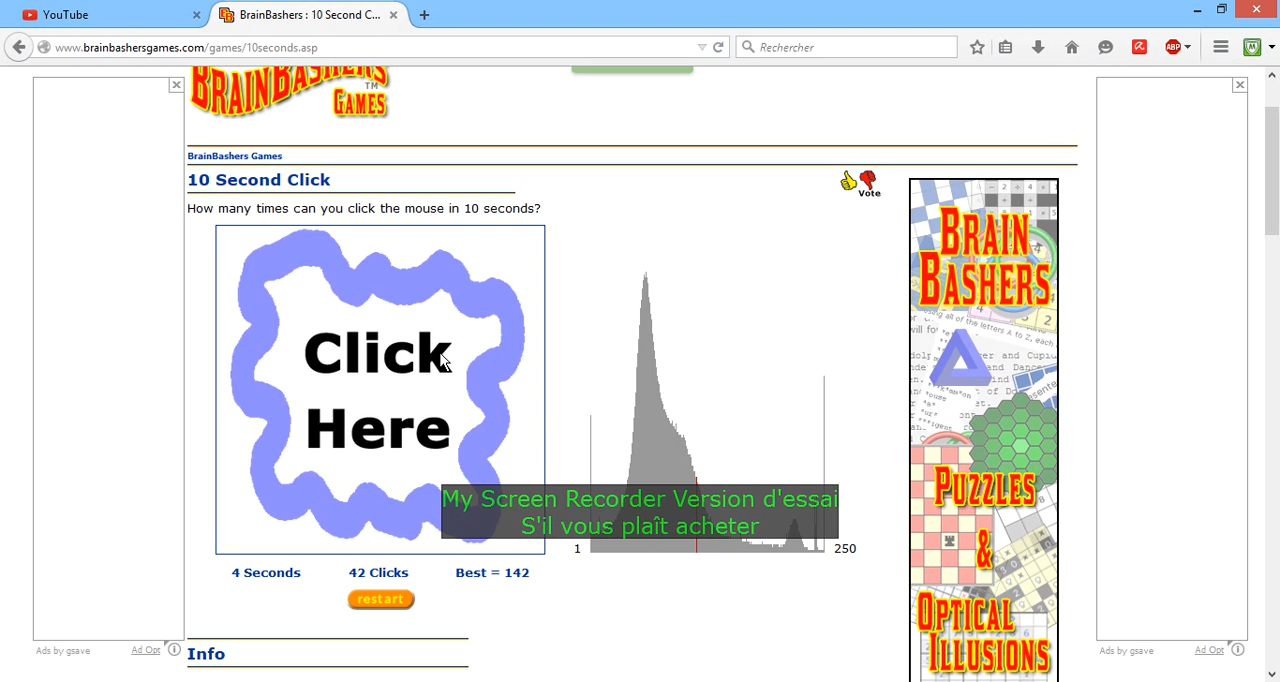 YouTube
BrainBashers : 10 Second C...
www.brainbashersgames.com/games/10seconds.asp
Rechercher
ABP
BRAINBASHERS
TM
GAMES
BrainBashers Games
10 Second Click
Vote
How many times can you click the mouse in 10 seconds?
Click
Here
My Screen Recorder Version d'essai
S'il vous plaît acheter
1
250
4 Seconds
42 Clicks
Best = 142
restart
Info
Ads by gsave
Ad Opt
BRAIN
BASHERS
PUZZLES
&
OPTICAL
ILLUSIONS
Ads by gsave
Ad Opt